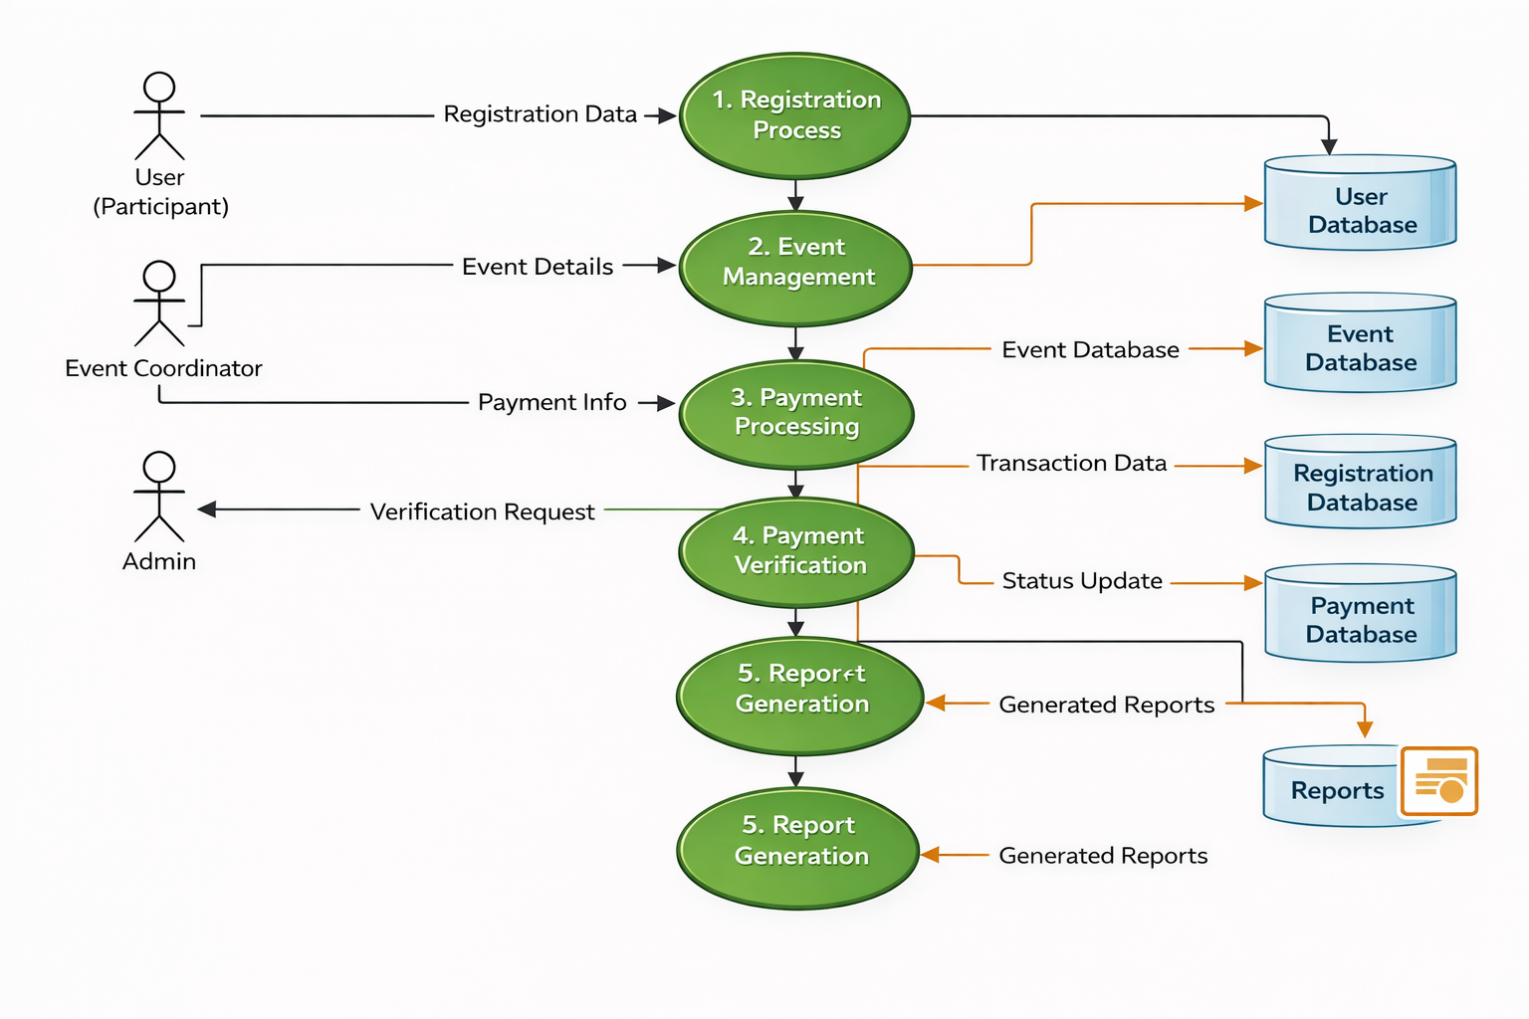 1. Registration
Process
Registration Data
User
(Participant)
User
Database
2. Event
Management
Event Details
Event Coordinator
Event Database
Event
Database
3. Payment
Processing
Payment Info
Transaction Data
Registration
Database
Verification Request
Admin
4. Payment
Verification
Status Update
Payment
Database
5. Report
Generation
Generated Reports
Reports
5. Report
Generation
Generated Reports